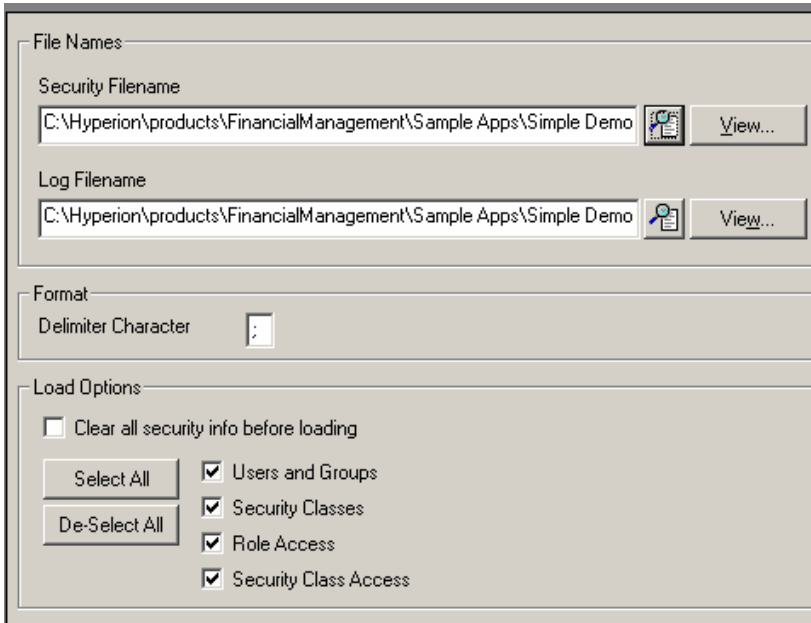 File Names
Security Filename
C:\Hyperion\products\FinancialManagement\Sample Apps\Simple Demo
View...
Log Filename
C:\Hyperion\products\FinancialManagement\Sample Apps\Simple Demo
View...
Format
Delimiter Character ;
Load Options
Clear all security info before loading
Select All
Users and Groups
Security Classes
De-Select All
Role Access
Security Class Access